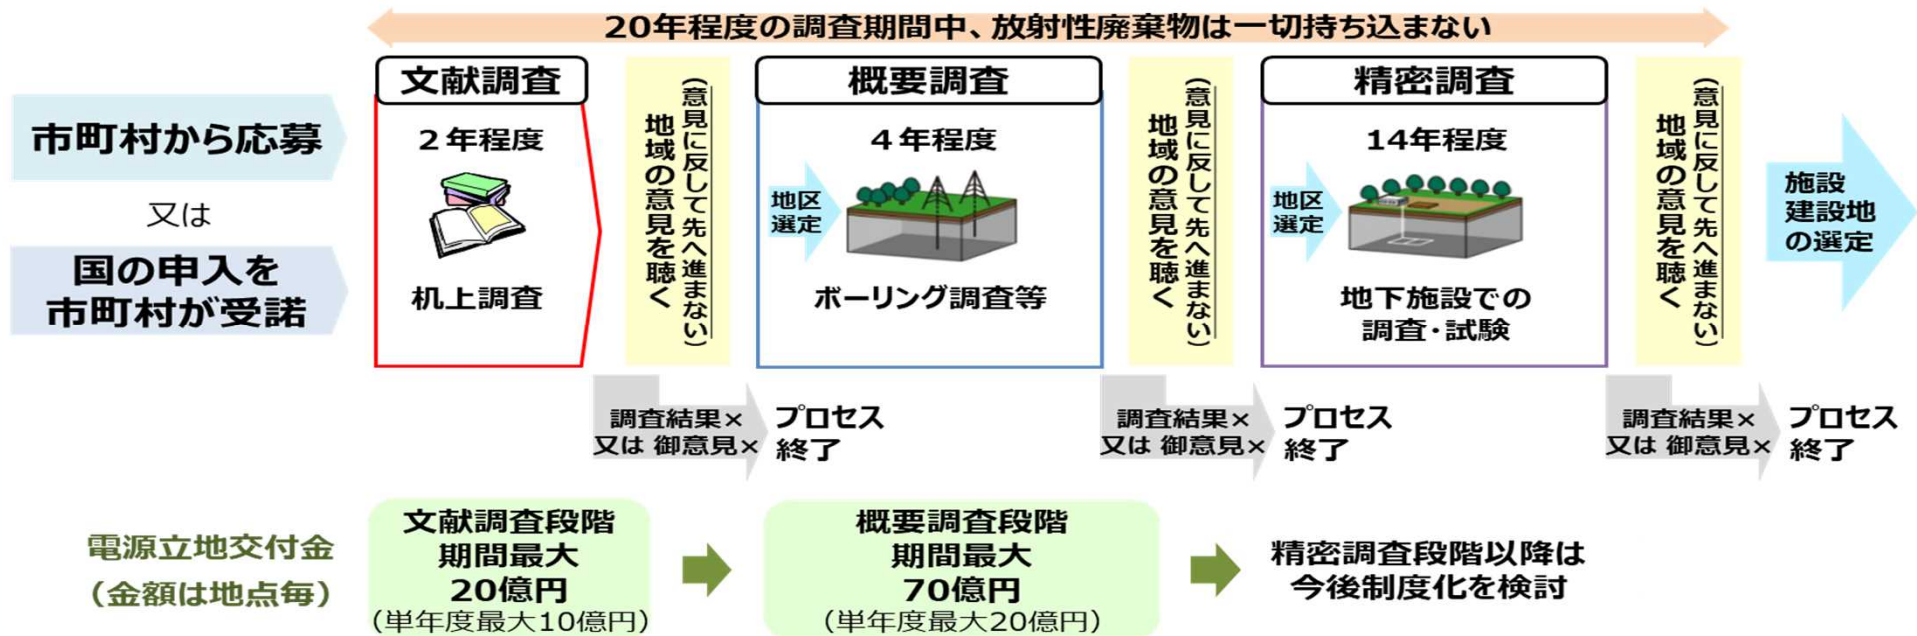 20年程度の調査期間中、放射性廃棄物は一切持ち込まない
市町村から応募
又は
国の申入を
市町村が受諾
文献調査
２年程度
机上調査
地域の意見を聴く
（意見に反して先へ進まない）
概要調査
４年程度
地区
選定
ボーリング調査等
地域の意見を聴く
（意見に反して先へ進まない）
精密調査
14年程度
地区
選定
地下施設での
調査・試験
地域の意見を聴く
（意見に反して先へ進まない）
施設
建設地
の選定
調査結果×
又は 御意見×
プロセス
終了
調査結果×
又は 御意見×
プロセス
終了
調査結果×
又は 御意見×
プロセス
終了
電源立地交付金
（金額は地点毎）
文献調査段階
期間最大
20億円
（単年度最大10億円）
概要調査段階
期間最大
70億円
（単年度最大20億円）
精密調査段階以降は
今後制度化を検討